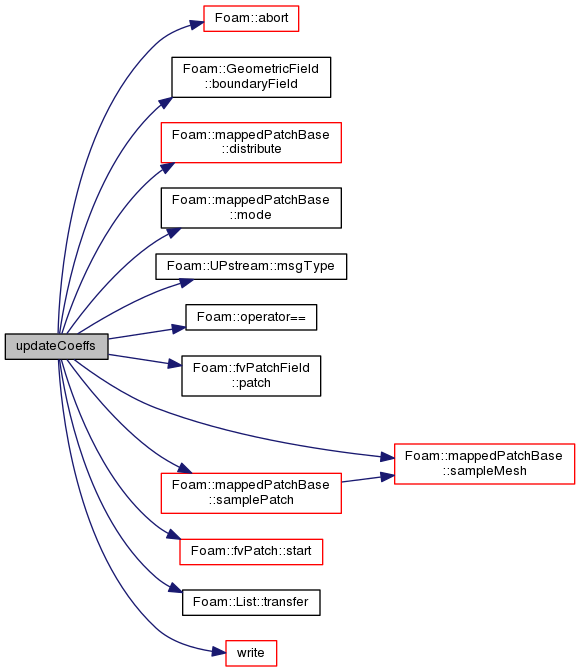 Foam::abort
Foam::GeometricField
::boundaryField
Foam::mappedPatchBase
::distribute
Foam::mappedPatchBase
::mode
Foam::UPstream::msgType
Foam::operator==
updateCoeffs
Foam::fvPatchField
::patch
Foam::mappedPatchBase
::sampleMesh
Foam::mappedPatchBase
::samplePatch
Foam::fvPatch::start
Foam::List::transfer
write